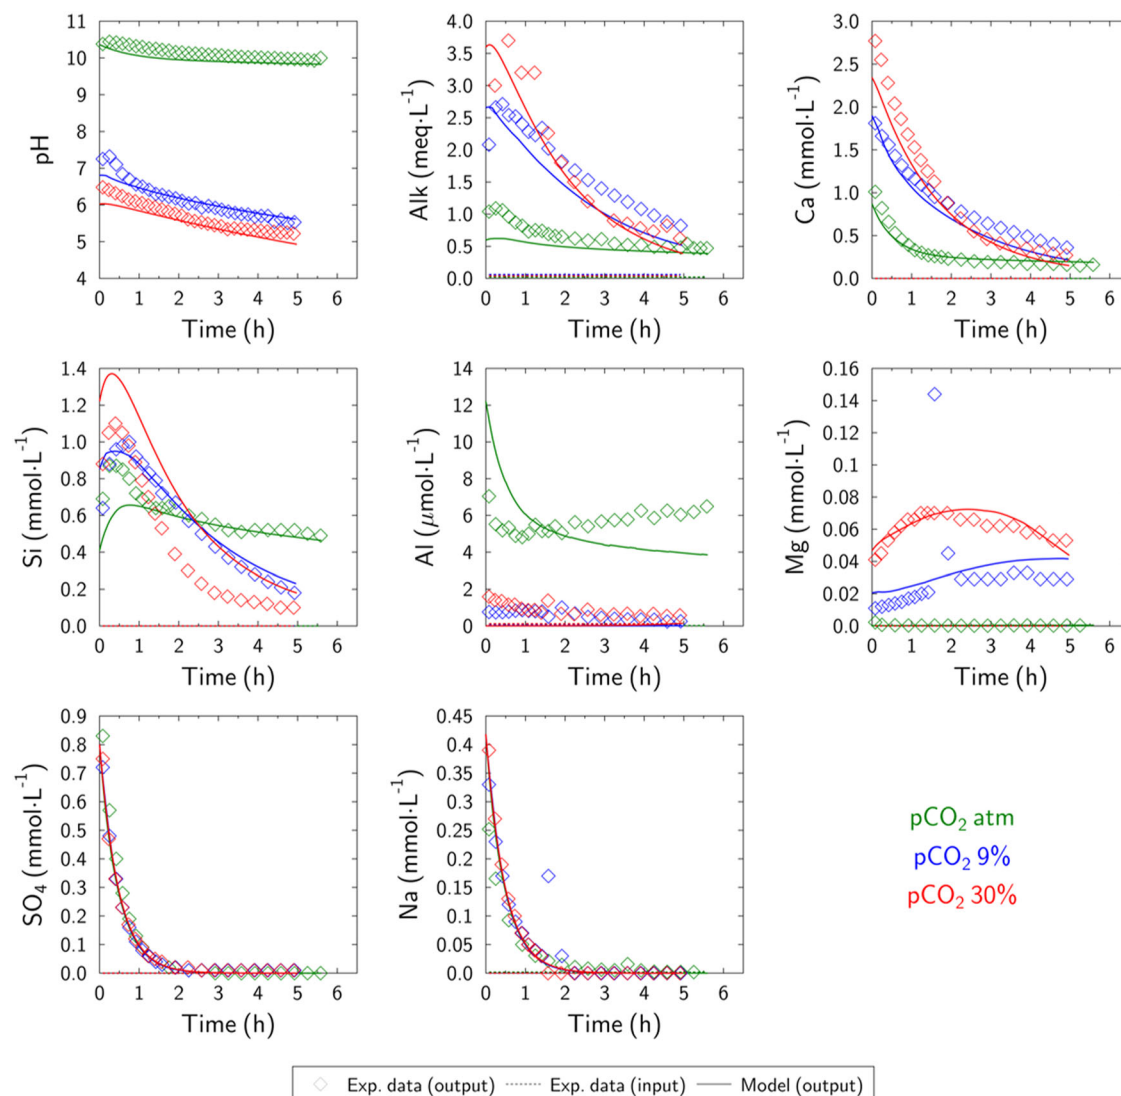 11
10
9
8
7
6
5
4
pH
0 1 2 3 4 5 6
Time (h)
4.0
3.5
3.0
2.5
2.0
1.5
1.0
0.5
0.0
Alk (meq·L⁻¹)
0 1 2 3 4 5 6
Time (h)
3.0
2.5
2.0
1.5
1.0
0.5
0.0
Ca (mmol·L⁻¹)
0 1 2 3 4 5 6
Time (h)
1.4
1.2
1.0
0.8
0.6
0.4
0.2
0.0
Si (mmol·L⁻¹)
0 1 2 3 4 5 6
Time (h)
14
12
10
8
6
4
2
0
Al (μmol·L⁻¹)
0 1 2 3 4 5 6
Time (h)
0.16
0.14
0.12
0.1
0.08
0.06
0.04
0.02
0.00
Mg (mmol·L⁻¹)
0 1 2 3 4 5 6
Time (h)
0.9
0.8
0.7
0.6
0.5
0.4
0.3
0.2
0.1
0.0
SO₄ (mmol·L⁻¹)
0 1 2 3 4 5 6
Time (h)
0.45
0.4
0.35
0.3
0.25
0.2
0.15
0.1
0.05
0.00
Na (mmol·L⁻¹)
0 1 2 3 4 5 6
Time (h)
pCO₂ atm
pCO₂ 9%
pCO₂ 30%
Exp. data (output) Exp. data (input) Model (output)